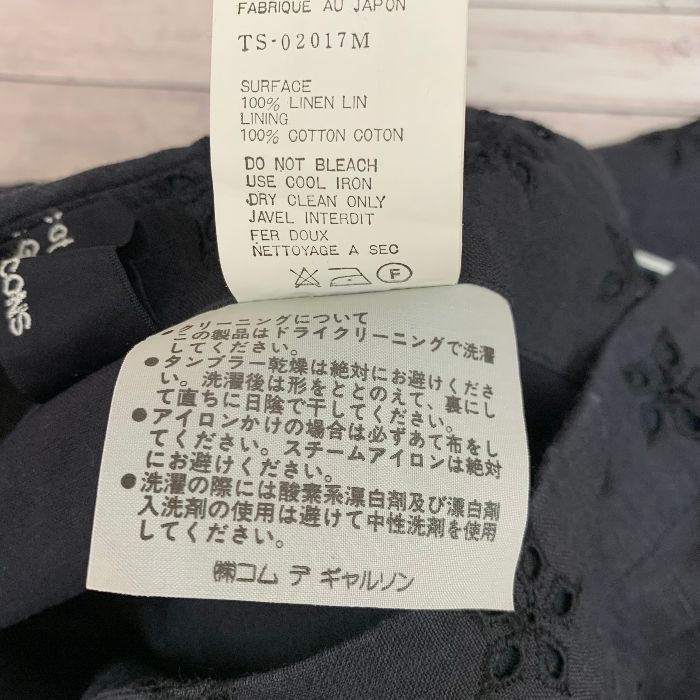 FABRIQUE AU JAPON
TS-02017M
SURFACE
100% LINEN LIN
LINING
100% COTTON COTON
DO NOT BLEACH
USE COOL IRON
DRY CLEAN ONLY
JAVEL INTERDIT
FER DOUX
NETTOYAGE A SEC
F
クリーニングについて
●この製品はドライクリーニングで洗濯
してください。
●タンブラー乾燥は絶対にお避けくださ
い。洗濯後は形をととのえて、裏にし
て直ちに日陰で干してください。
●アイロンかけの場合は必ずあて布をし
てください。スチームアイロンは絶対
にお避けください。
●洗濯の際には酸素系漂白剤及び漂白剤
入洗剤の使用は避けて中性洗剤を使用
してください。
㈱コム デ ギャルソン